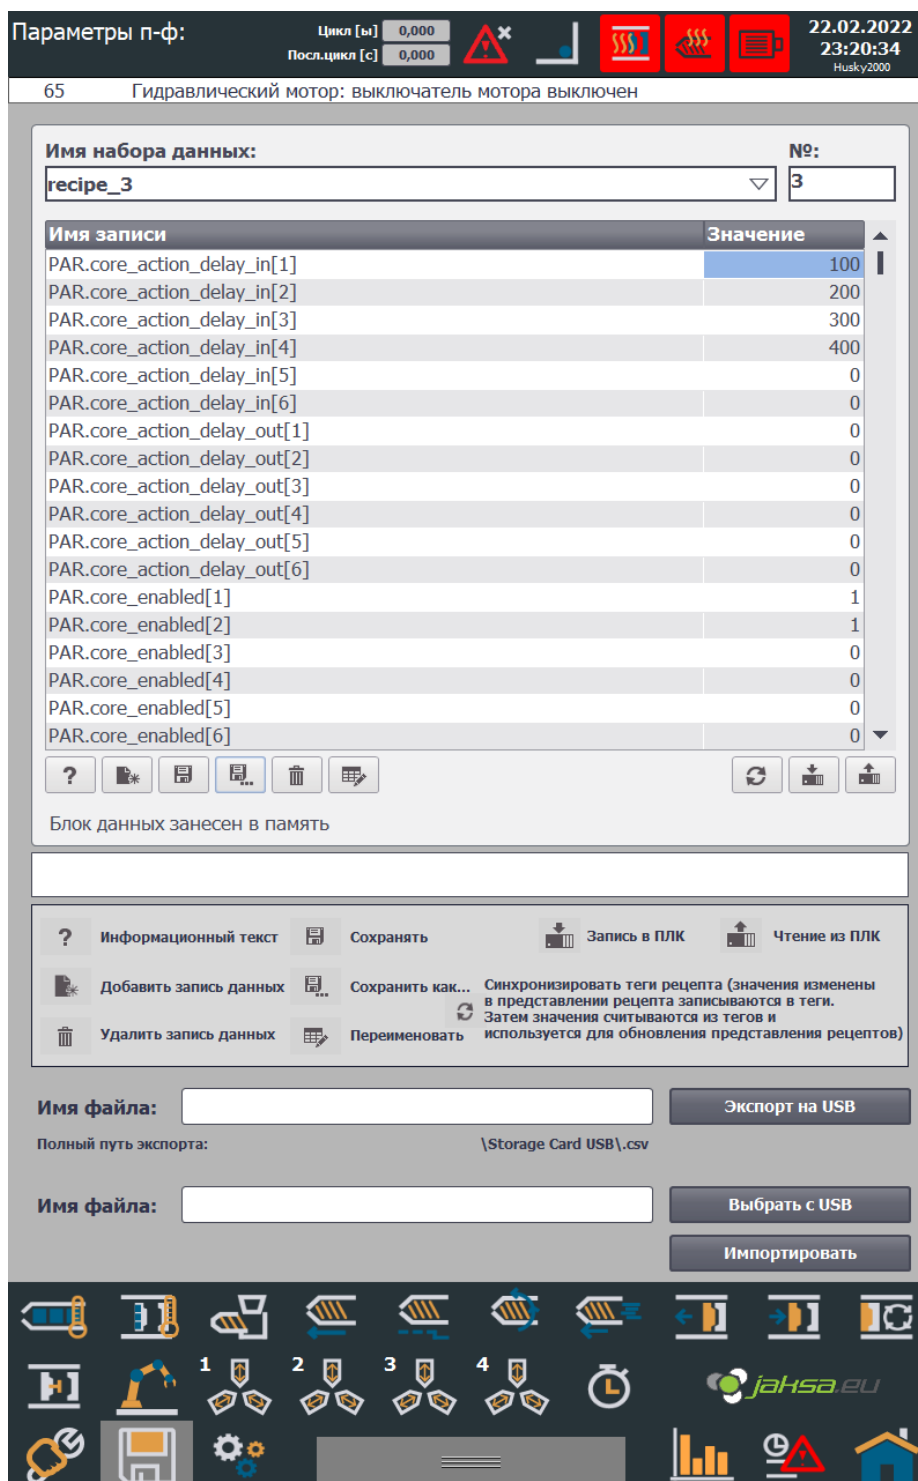 Параметры п-ф:
Цикл [ы] 0,000
Посл.цикл [с] 0,000
22.02.2022
23:20:34
Husky2000
65 Гидравлический мотор: выключатель мотора выключен
Имя набора данных: №:
recipe_3 3
Имя записи Значение
PAR.core_action_delay_in[1] 100
PAR.core_action_delay_in[2] 200
PAR.core_action_delay_in[3] 300
PAR.core_action_delay_in[4] 400
PAR.core_action_delay_in[5] 0
PAR.core_action_delay_in[6] 0
PAR.core_action_delay_out[1] 0
PAR.core_action_delay_out[2] 0
PAR.core_action_delay_out[3] 0
PAR.core_action_delay_out[4] 0
PAR.core_action_delay_out[5] 0
PAR.core_action_delay_out[6] 0
PAR.core_enabled[1] 1
PAR.core_enabled[2] 1
PAR.core_enabled[3] 0
PAR.core_enabled[4] 0
PAR.core_enabled[5] 0
PAR.core_enabled[6] 0
?
Блок данных занесен в память
? Информационный текст Сохранять Запись в ПЛК Чтение из ПЛК
Добавить запись данных Сохранить как...
Удалить запись данных Переименовать
Синхронизировать теги рецепта (значения изменены
в представлении рецепта записываются в теги.
Затем значения считываются из тегов и
используется для обновления представления рецептов)
Имя файла: Экспорт на USB
Полный путь экспорта: \Storage Card USB\.csv
Имя файла: Выбрать с USB
Импортировать
1 2 3 4
jaksa.eu